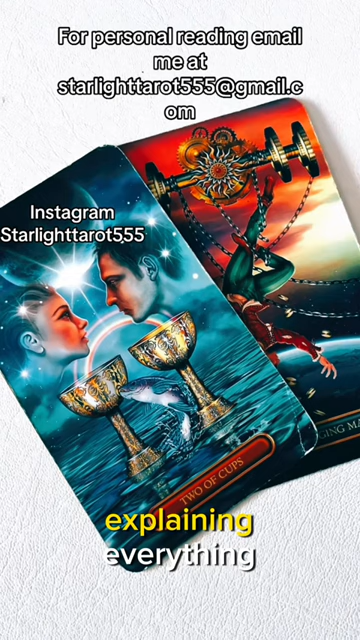 For personal reading email
me at
starlighttarot555@gmail.c
om
Instagram
Starlighttarot555
TWO OF CUPS
explaining
everything